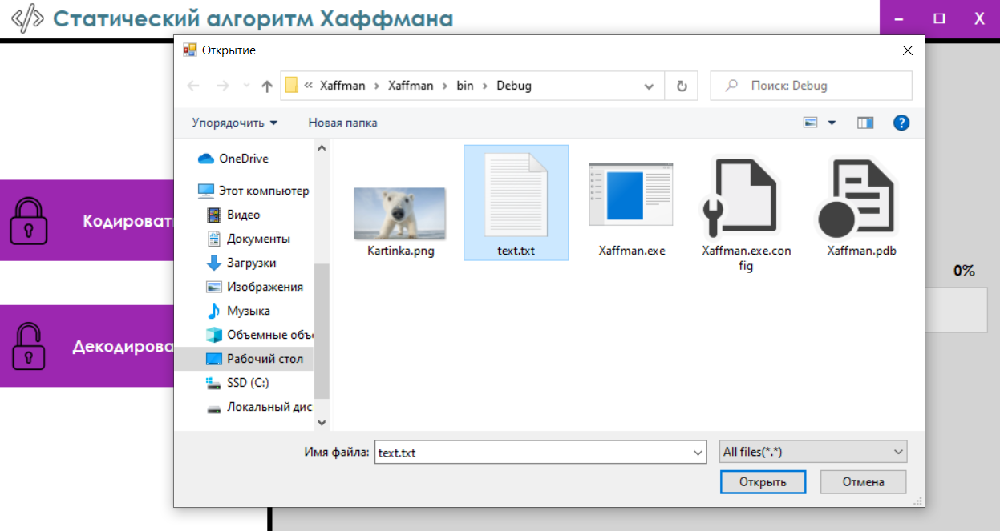 Статический алгоритм Хаффмана
Открытие
« Xaffman › Xaffman › bin › Debug
Поиск: Debug
Упорядочить
Новая папка
OneDrive
Этот компьютер
Видео
Документы
Загрузки
Изображения
Музыка
Объемные объ
Рабочий стол
SSD (C:)
Локальный дис
Kartinka.png
text.txt
Xaffman.exe
Xaffman.exe.con
fig
Xaffman.pdb
Кодироват
Декодирова
0%
Имя файла:
text.txt
All files(*.*)
Открыть
Отмена